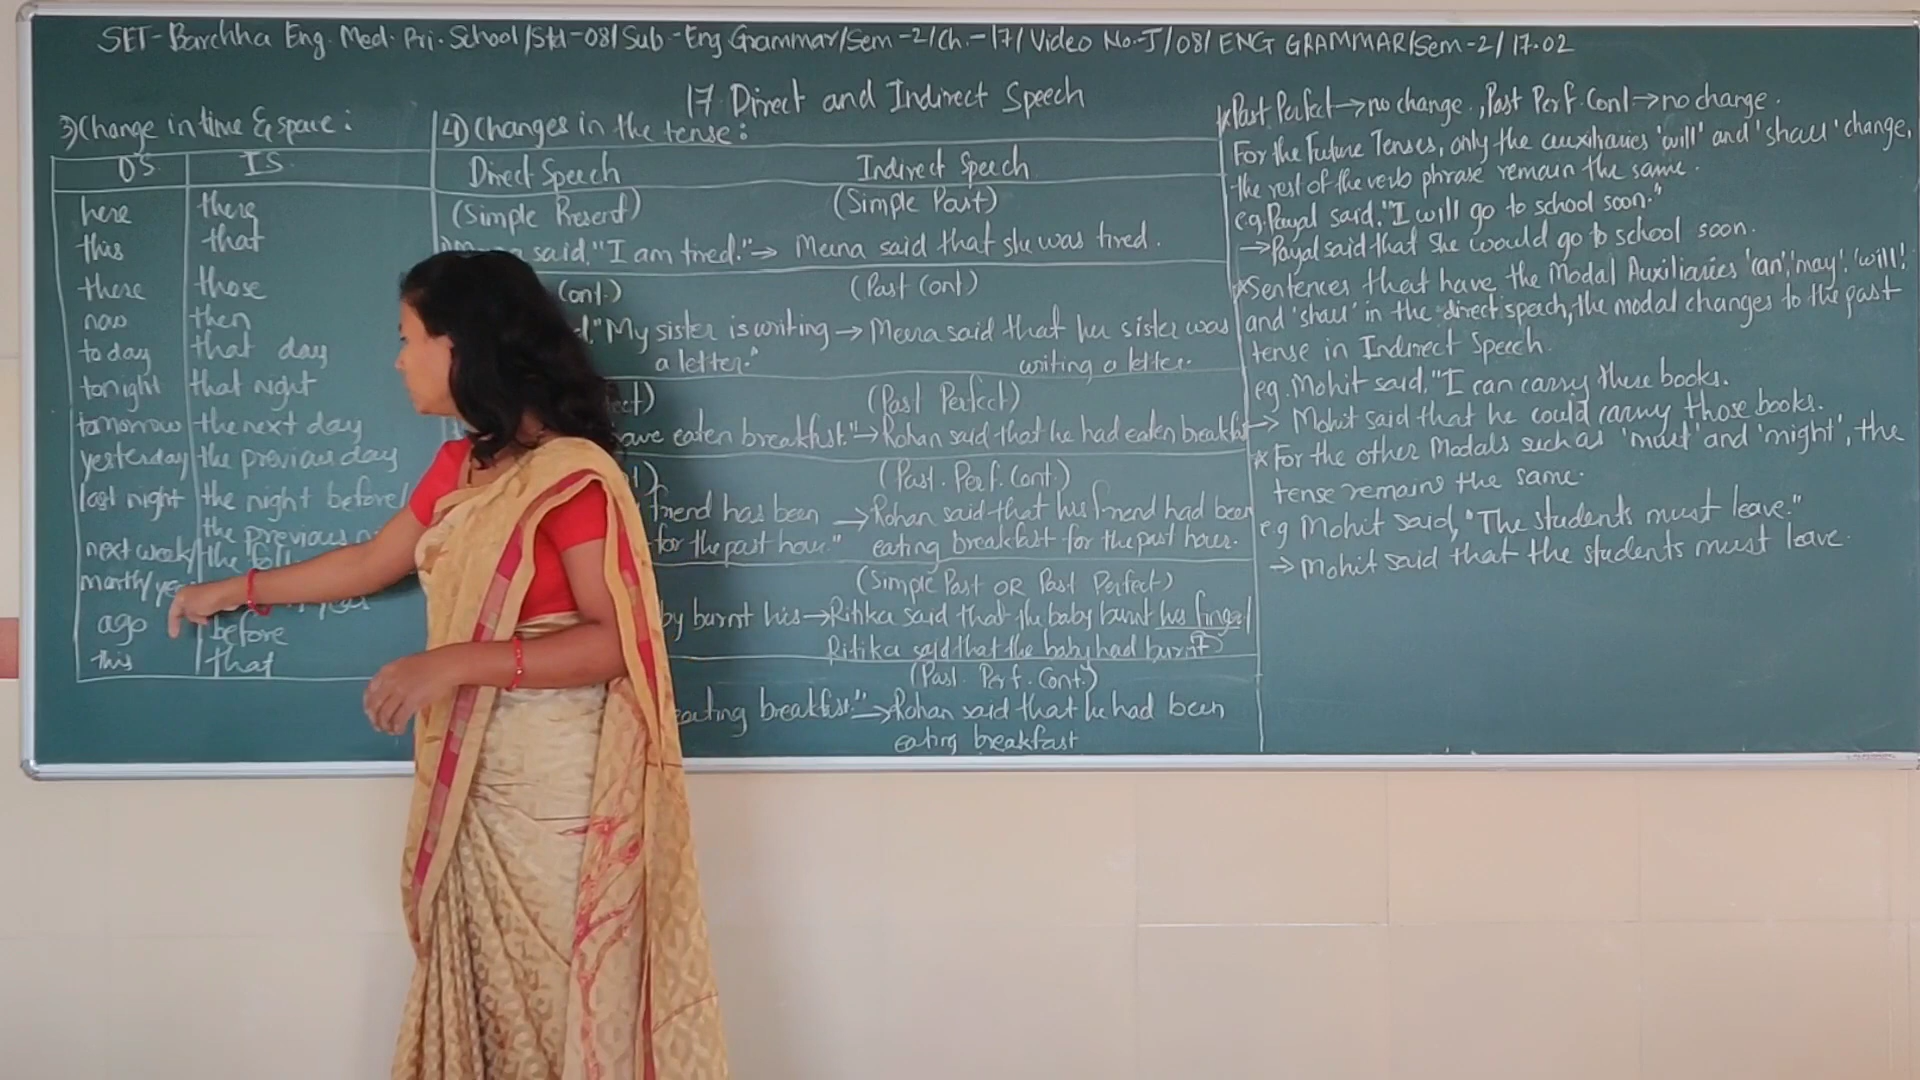 SET-Barchha Eng. Med. Pri. School/Std-08/Sub-Eng Grammar/Sem-2/Ch.-17/Video No.-J/08/ENG GRAMMAR/Sem-2/17.02
17 Direct and Indirect Speech
3) Change in time & space:
D.S. I.S.
here there
this that
there those
now then
today that day
tonight that night
tomorrow the next day
yesterday the previous day
last night the night before/
the previous
next week/ the
month/
ago before
this that
4) Changes in the tense:
Direct Speech Indirect Speech
(Simple Present) (Simple Past)
said, "I am tired." → Meena said that she was tired.
Cont.) (Past Cont)
"My sister is writing → Meera said that her sister was
a letter." writing a letter.
(Past Perfect)
eaten breakfast." → Rohan said that he had eaten
(Past. Perf. Cont.)
friend has been → Rohan said that his friend had been
for the past hour." eating breakfast for the past hour.
(Simple Past OR Past Perfect)
burnt his → Ritika said that the baby burnt his finger/
Ritika said that the baby had burnt
(Past. Perf. Cont.)
eating breakfast." → Rohan said that he had been
eating breakfast
* Past Perfect → no change., Past Perf. Cont → no change.
For the Future Tenses, only the auxiliaries 'will' and 'shall' change,
the rest of the verb phrase remain the same.
e.g. Payal said, "I will go to school soon."
→ Payal said that she would go to school soon.
* Sentences that have the Modal Auxiliaries 'can', 'may', 'will'
and 'shall' in the direct speech, the modal changes to the past
tense in Indirect Speech.
e.g. Mohit said, "I can carry these books.
→ Mohit said that he could carry those books.
* For the other Modals such as 'must' and 'might', the
tense remains the same.
e.g Mohit said, "The students must leave."
→ Mohit said that the students must leave.